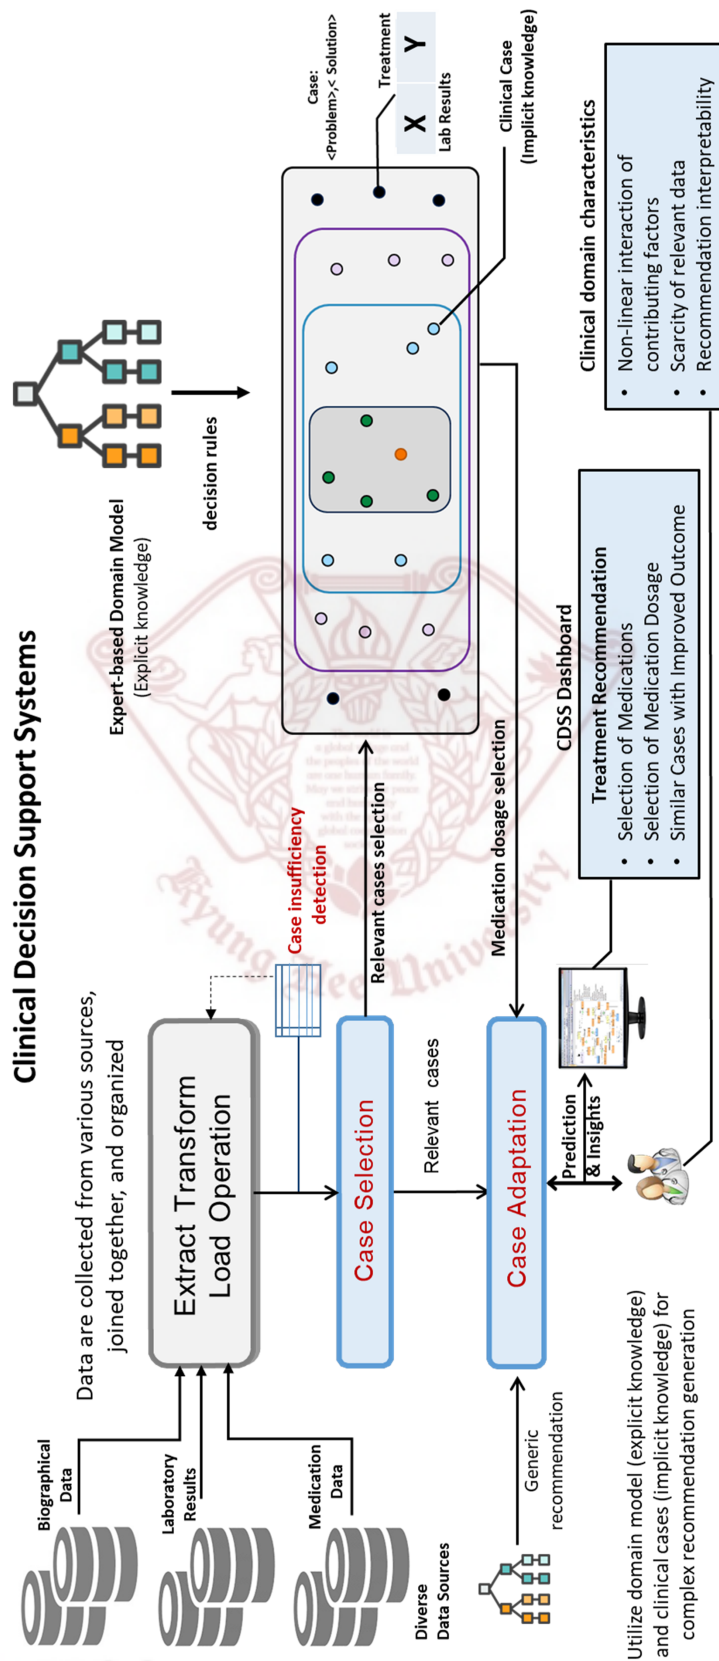 Clinical Decision Support Systems
Data are collected from various sources,
joined together, and organized
Biographical
Data
Laboratory
Results
Medication
Data
Diverse
Data Sources
Extract Transform
Load Operation
Case insufficiency
detection
Case Selection
Relevant cases selection
Relevant cases
Case Adaptation
Generic
recommendation
Medication dosage selection
Prediction
& Insights
Expert-based Domain Model
(Explicit knowledge)
decision rules
Case:
<Problem>,< Solution>
Treatment
X Y
Lab Results
Clinical Case
(Implicit knowledge)
CDSS Dashboard
Treatment Recommendation
• Selection of Medications
• Selection of Medication Dosage
• Similar Cases with Improved Outcome
Clinical domain characteristics
• Non-linear interaction of
contributing factors
• Scarcity of relevant data
• Recommendation interpretability
Utilize domain model (explicit knowledge)
and clinical cases (implicit knowledge) for
complex recommendation generation
Kyung Hee University